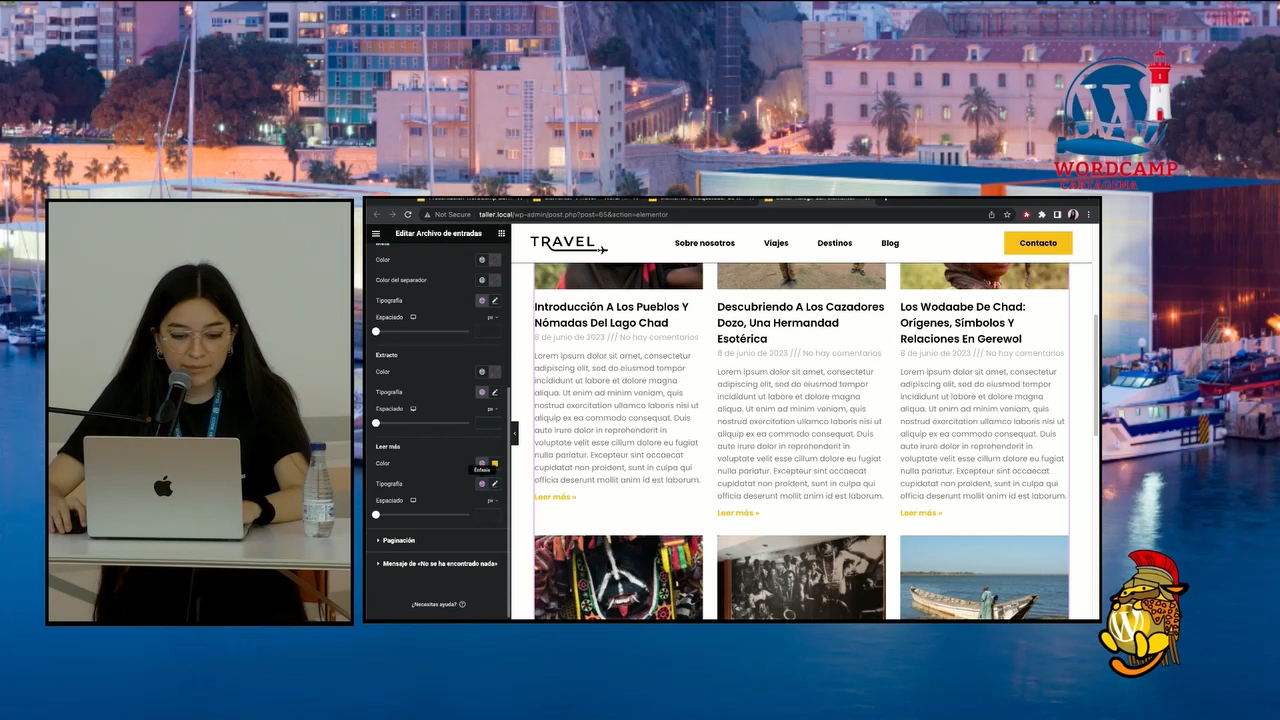 WORDCAMP
CARTAGENA
Not Secure
taller.local/wp-admin/post.php?post=65&action=elementor
Editar Archivo de entradas
Color
Color del separador
Tipografía
Espaciado
px
Extracto
Color
Tipografía
Espaciado
px
Leer más
Color
Énfasis
Tipografía
Espaciado
px
Paginación
Mensaje de «No se ha encontrado nada»
¿Necesitas ayuda?
TRAVEL
Sobre nosotros
Viajes
Destinos
Blog
Contacto
Introducción A Los Pueblos Y
Nómadas Del Lago Chad
8 de junio de 2023 /// No hay comentarios
Lorem ipsum dolor sit amet, consectetur
adipiscing elit, sed do eiusmod tempor
incididunt ut labore et dolore magna
aliqua. Ut enim ad minim veniam, quis
nostrud exercitation ullamco laboris nisi ut
aliquip ex ea commodo consequat. Duis
aute irure dolor in reprehenderit in
voluptate velit esse cillum dolore eu fugiat
nulla pariatur. Excepteur sint occaecat
cupidatat non proident, sunt in culpa qui
officia deserunt mollit anim id est laborum.
Leer más »
Descubriendo A Los Cazadores
Dozo, Una Hermandad
Esotérica
8 de junio de 2023 /// No hay comentarios
Lorem ipsum dolor sit amet, consectetur
adipiscing elit, sed do eiusmod tempor
incididunt ut labore et dolore magna
aliqua. Ut enim ad minim veniam, quis
nostrud exercitation ullamco laboris nisi ut
aliquip ex ea commodo consequat. Duis
aute irure dolor in reprehenderit in
voluptate velit esse cillum dolore eu fugiat
nulla pariatur. Excepteur sint occaecat
cupidatat non proident, sunt in culpa qui
officia deserunt mollit anim id est laborum.
Leer más »
Los Wodaabe De Chad:
Orígenes, Símbolos Y
Relaciones En Gerewol
8 de junio de 2023 /// No hay comentarios
Lorem ipsum dolor sit amet, consectetur
adipiscing elit, sed do eiusmod tempor
incididunt ut labore et dolore magna
aliqua. Ut enim ad minim veniam, quis
nostrud exercitation ullamco laboris nisi ut
aliquip ex ea commodo consequat. Duis
aute irure dolor in reprehenderit in
voluptate velit esse cillum dolore eu fugiat
nulla pariatur. Excepteur sint occaecat
cupidatat non proident, sunt in culpa qui
officia deserunt mollit anim id est laborum.
Leer más »